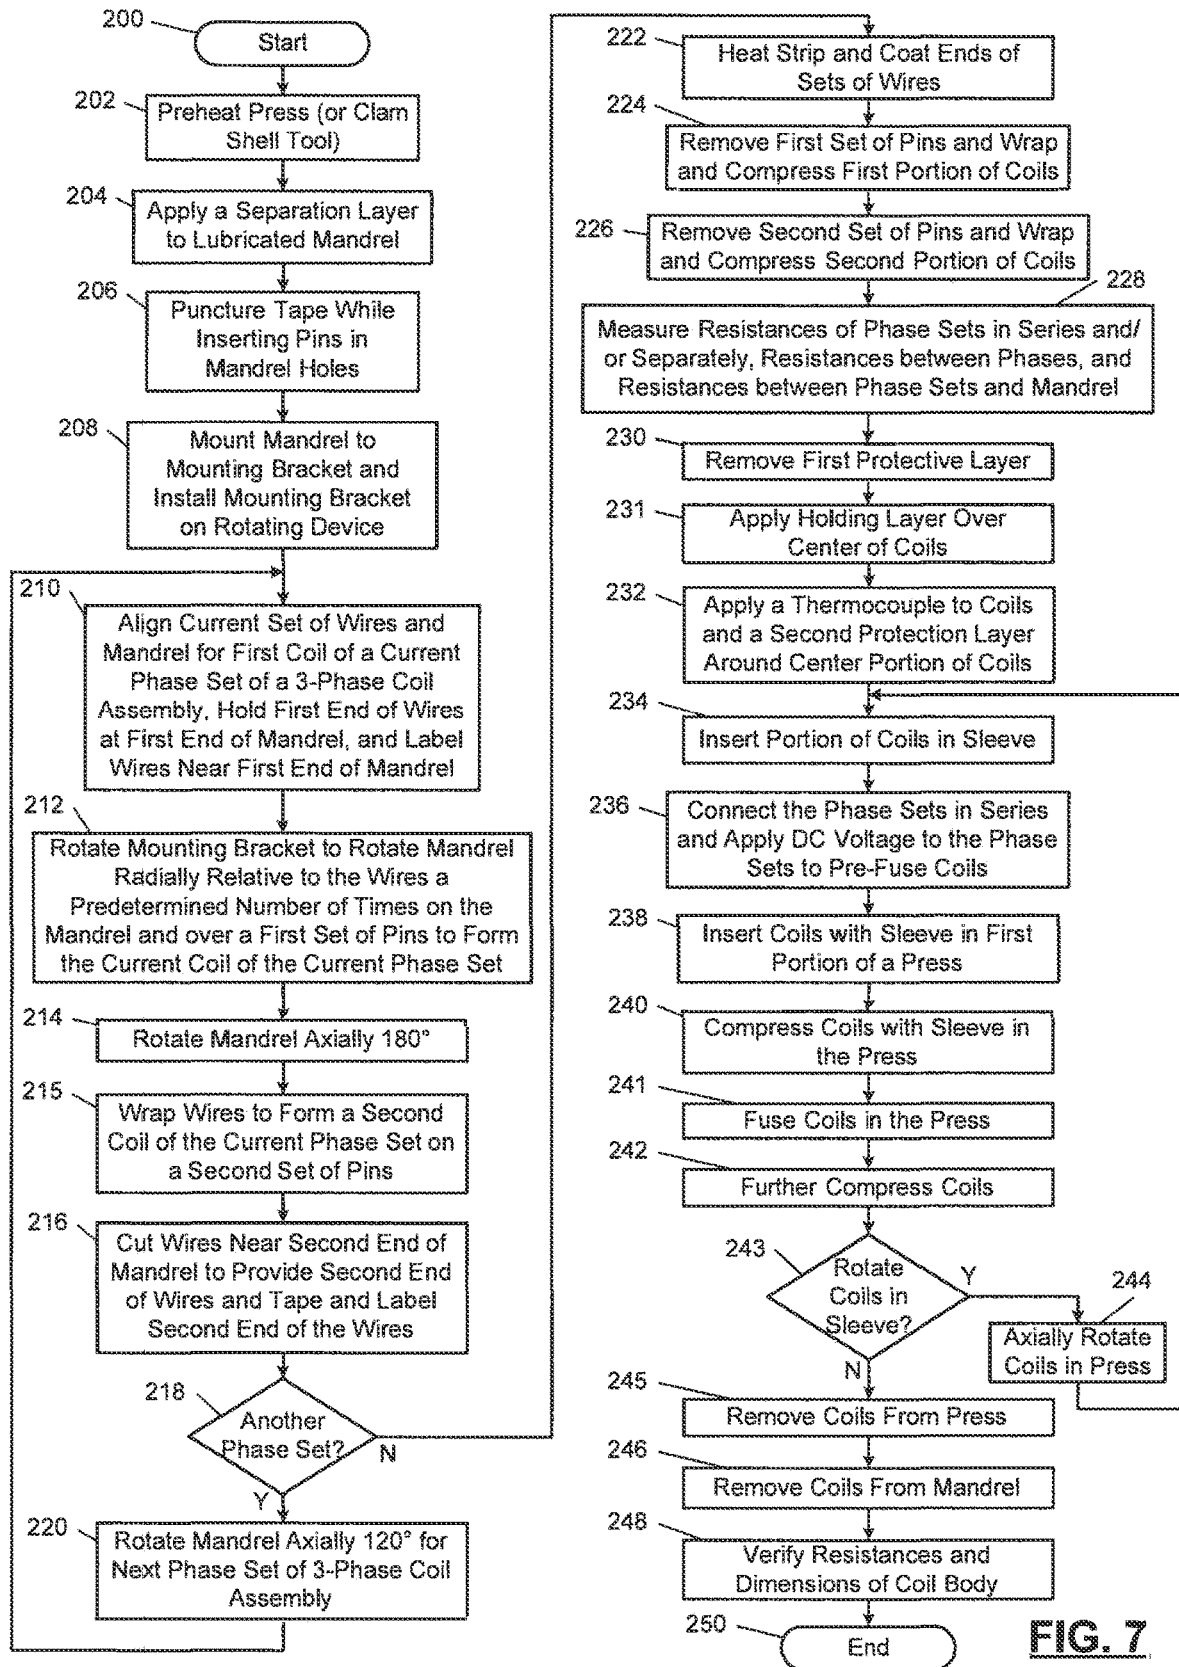 200
Start
202
Preheat Press (or Clam
Shell Tool)
204
Apply a Separation Layer
to Lubricated Mandrel
206
Puncture Tape While
Inserting Pins in
Mandrel Holes
208
Mount Mandrel to
Mounting Bracket and
Install Mounting Bracket
on Rotating Device
210
Align Current Set of Wires and
Mandrel for First Coil of a Current
Phase Set of a 3-Phase Coil
Assembly, Hold First End of Wires
at First End of Mandrel, and Label
Wires Near First End of Mandrel
212
Rotate Mounting Bracket to Rotate Mandrel
Radially Relative to the Wires a
Predetermined Number of Times on the
Mandrel and over a First Set of Pins to Form
the Current Coil of the Current Phase Set
214
Rotate Mandrel Axially 180°
215
Wrap Wires to Form a Second
Coil of the Current Phase Set on
a Second Set of Pins
216
Cut Wires Near Second End of
Mandrel to Provide Second End
of Wires and Tape and Label
Second End of the Wires
218
Another
Phase Set?
N
Y
220
Rotate Mandrel Axially 120° for
Next Phase Set of 3-Phase Coil
Assembly
222
Heat Strip and Coat Ends of
Sets of Wires
224
Remove First Set of Pins and Wrap
and Compress First Portion of Coils
226
Remove Second Set of Pins and Wrap
and Compress Second Portion of Coils
228
Measure Resistances of Phase Sets in Series and/
or Separately, Resistances between Phases, and
Resistances between Phase Sets and Mandrel
230
Remove First Protective Layer
231
Apply Holding Layer Over
Center of Coils
232
Apply a Thermocouple to Coils
and a Second Protection Layer
Around Center Portion of Coils
234
Insert Portion of Coils in Sleeve
236
Connect the Phase Sets in Series
and Apply DC Voltage to the Phase
Sets to Pre-Fuse Coils
238
Insert Coils with Sleeve in First
Portion of a Press
240
Compress Coils with Sleeve in
the Press
241
Fuse Coils in the Press
242
Further Compress Coils
243
Rotate
Coils in
Sleeve?
Y
N
244
Axially Rotate
Coils in Press
245
Remove Coils From Press
246
Remove Coils From Mandrel
248
Verify Resistances and
Dimensions of Coil Body
250
End
FIG. 7